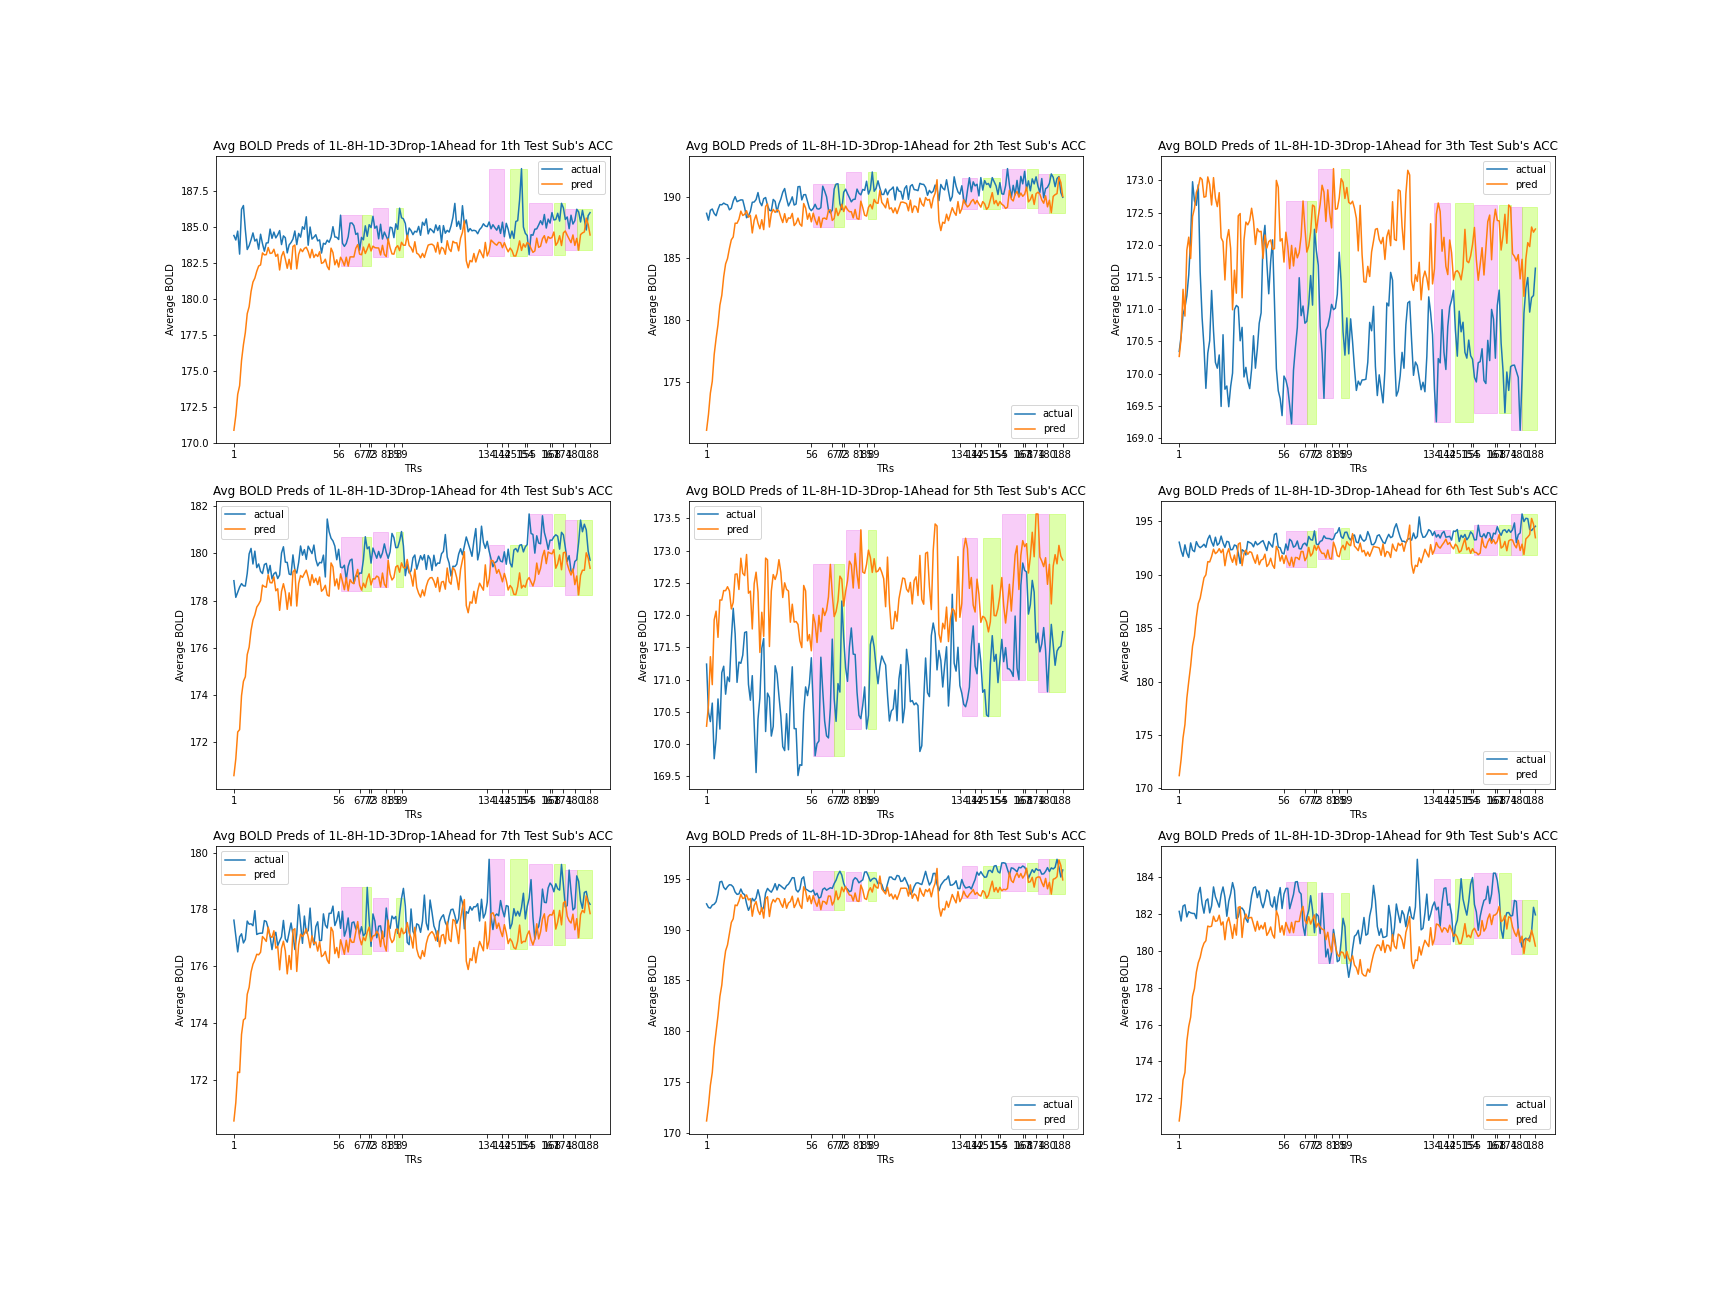 Avg BOLD Preds of 1L-8H-1D-3Drop-1Ahead for 1th Test Sub's ACC
Average BOLD
187.5
185.0
182.5
180.0
177.5
175.0
172.5
170.0
actual
pred
1 56 134
188
TRs
Avg BOLD Preds of 1L-8H-1D-3Drop-1Ahead for 2th Test Sub's ACC
Average BOLD
190
185
180
175
actual
pred
1 56 134
188
TRs
Avg BOLD Preds of 1L-8H-1D-3Drop-1Ahead for 3th Test Sub's ACC
Average BOLD
173.0
172.5
172.0
171.5
171.0
170.5
170.0
169.5
169.0
actual
pred
1 56 134
188
TRs
Avg BOLD Preds of 1L-8H-1D-3Drop-1Ahead for 4th Test Sub's ACC
Average BOLD
182
180
178
176
174
172
actual
pred
1 56 134
188
TRs
Avg BOLD Preds of 1L-8H-1D-3Drop-1Ahead for 5th Test Sub's ACC
Average BOLD
173.5
173.0
172.5
172.0
171.5
171.0
170.5
170.0
169.5
actual
pred
1 56 134
188
TRs
Avg BOLD Preds of 1L-8H-1D-3Drop-1Ahead for 6th Test Sub's ACC
Average BOLD
195
190
185
180
175
170
actual
pred
1 56 134
188
TRs
Avg BOLD Preds of 1L-8H-1D-3Drop-1Ahead for 7th Test Sub's ACC
Average BOLD
180
178
176
174
172
actual
pred
1 56 134
188
TRs
Avg BOLD Preds of 1L-8H-1D-3Drop-1Ahead for 8th Test Sub's ACC
Average BOLD
195
190
185
180
175
170
actual
pred
1 56 134
188
TRs
Avg BOLD Preds of 1L-8H-1D-3Drop-1Ahead for 9th Test Sub's ACC
Average BOLD
184
182
180
178
176
174
172
actual
pred
1 56 134
188
TRs